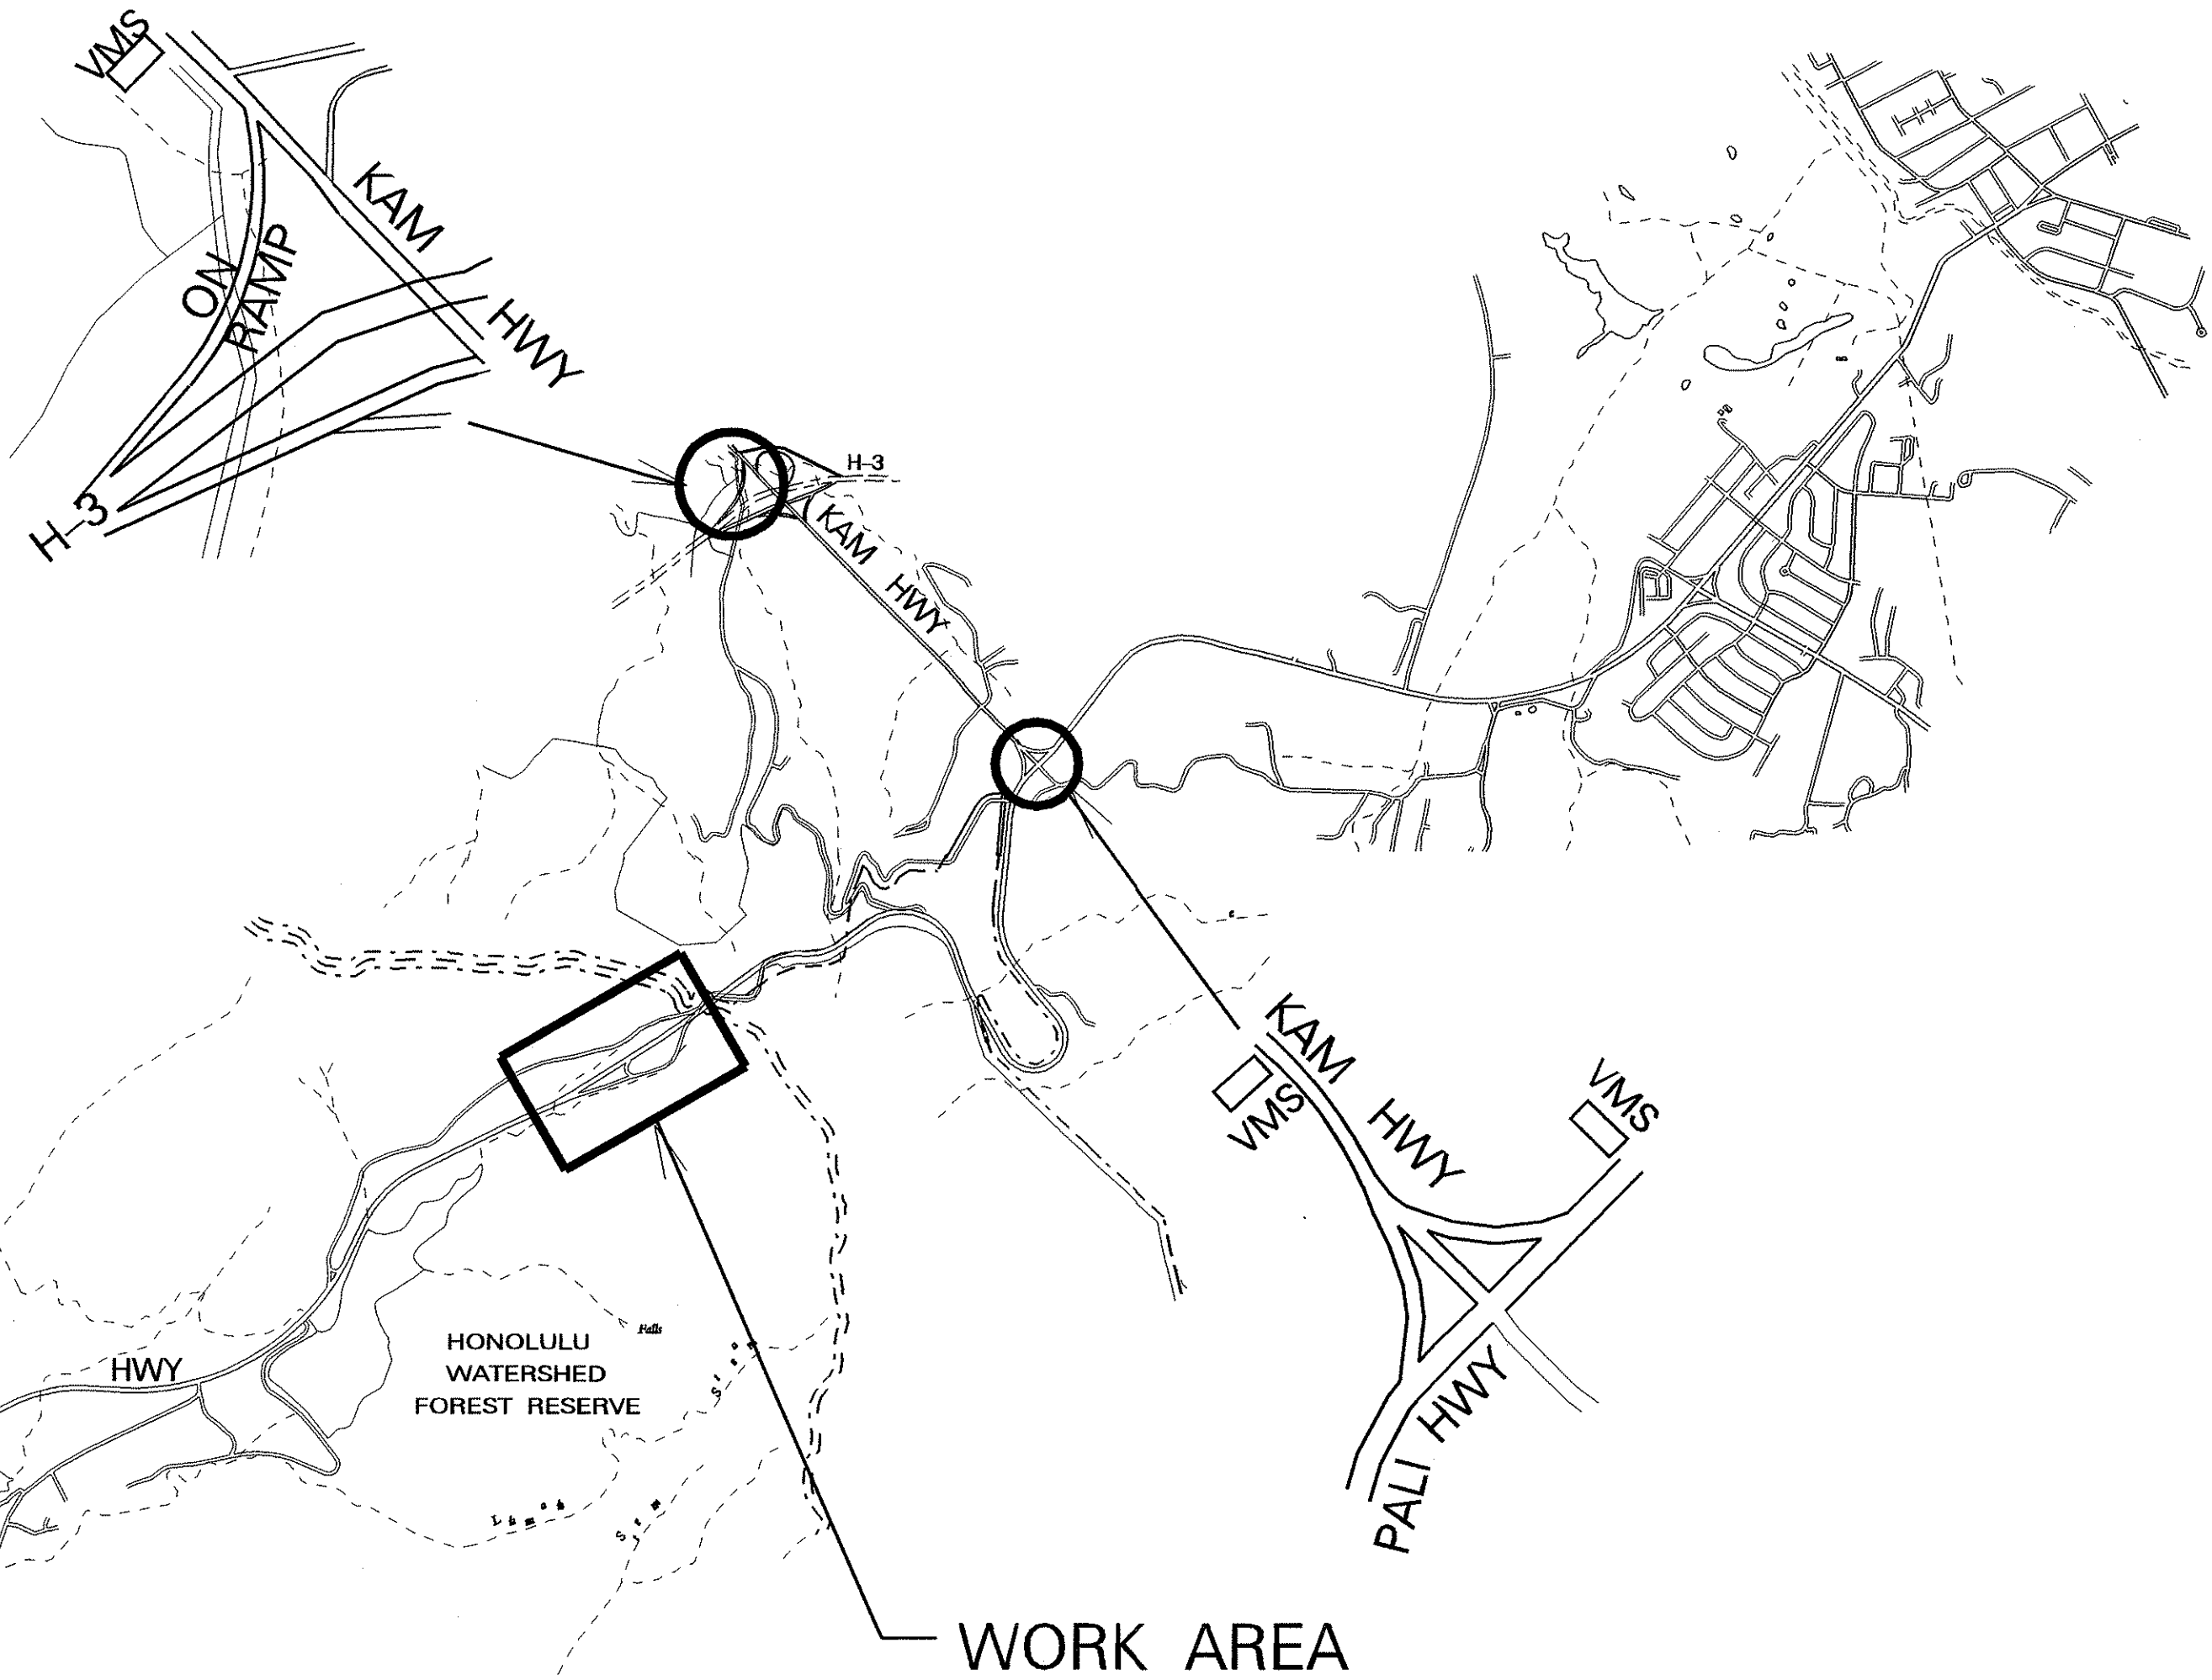 VMS
KAM
HWY
ON
RAMP
H-3
H-3
KAM
HWY
KAM
HWY
VMS
VMS
PALI HWY
Falls
HONOLULU
WATERSHED
FOREST RESERVE
HWY
WORK AREA